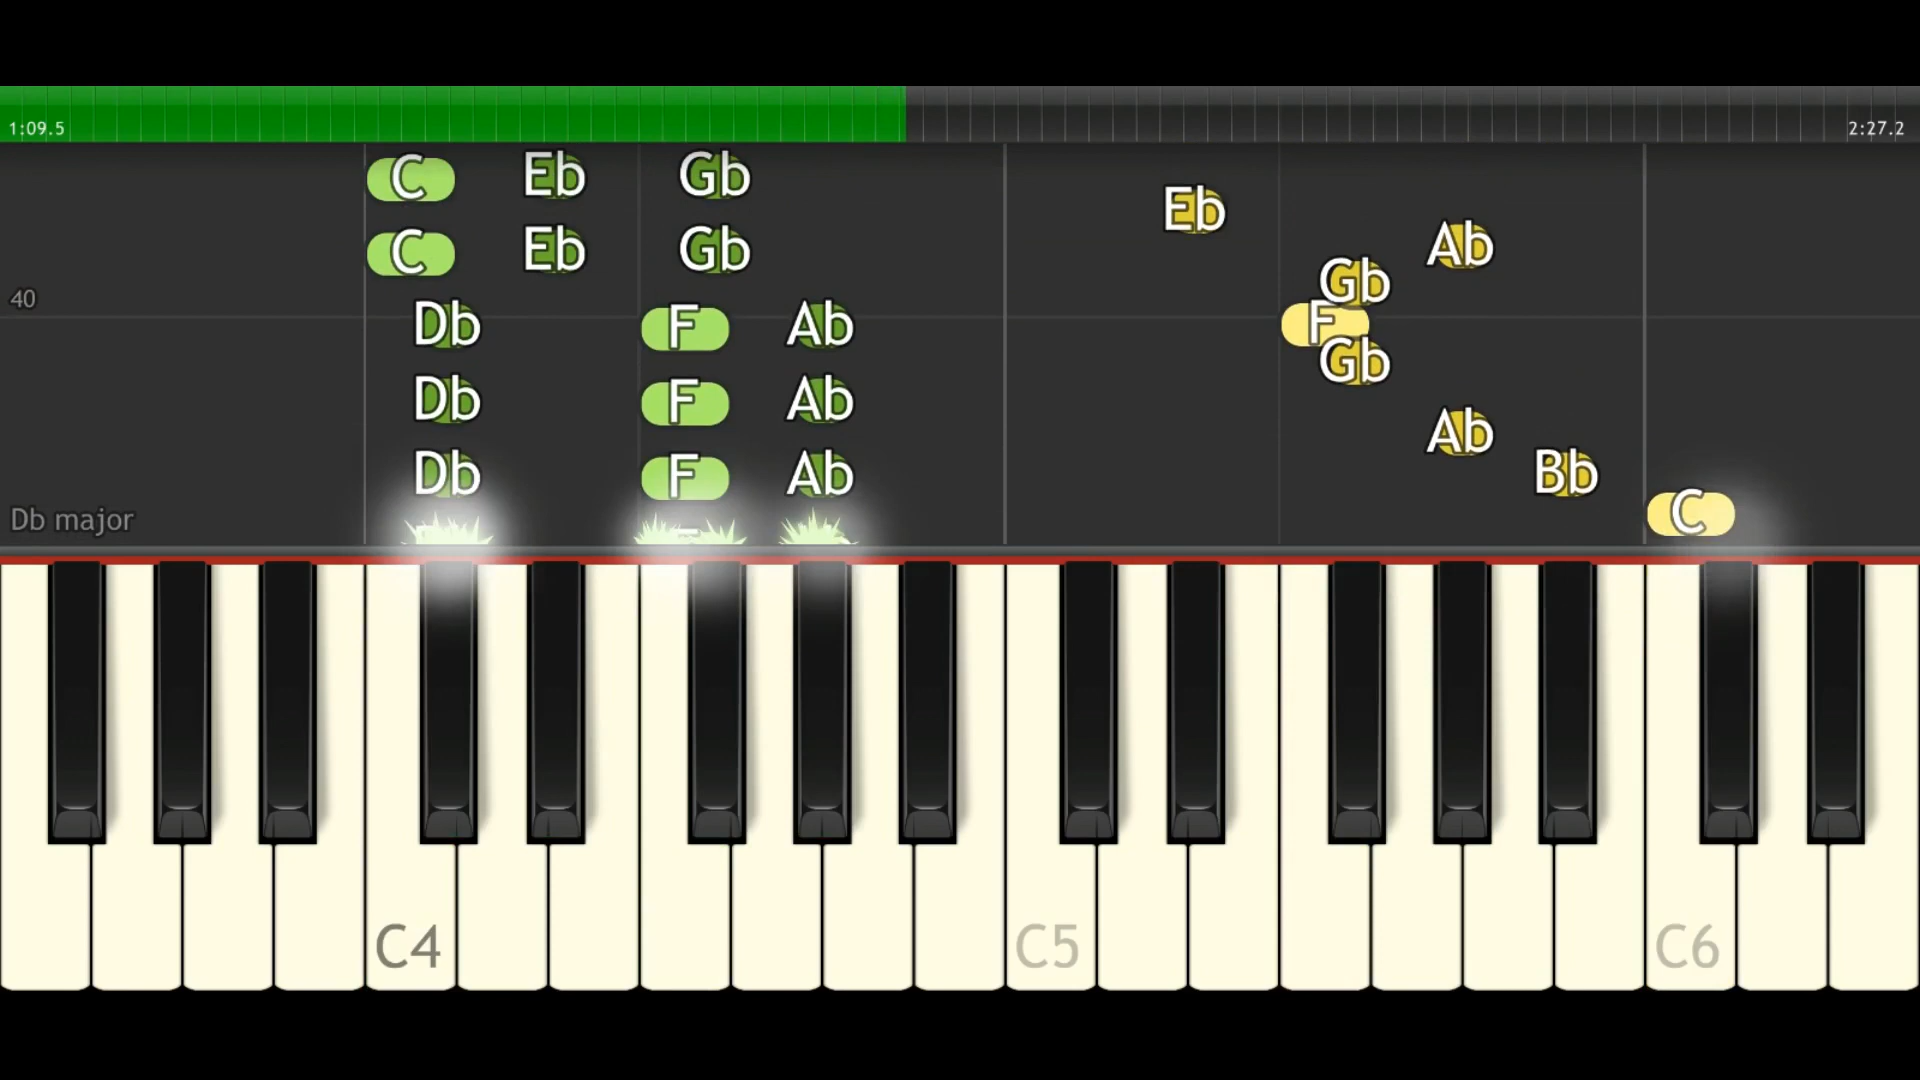 1:09.5 2:27.2
C Eb Gb
Eb
C Eb Gb Ab
Gb
40
Db F Ab F
Gb
Db F Ab
Ab
Db F Ab Bb
C
Db major
C4 C5 C6